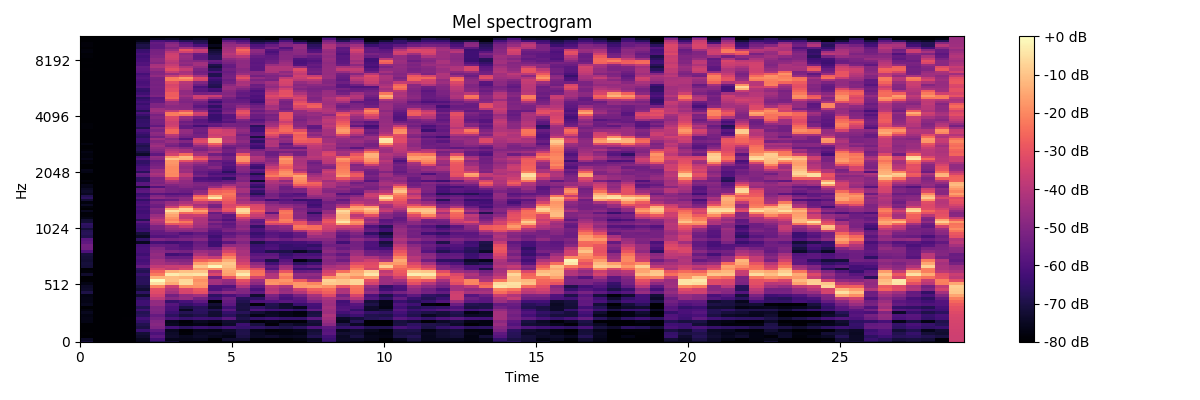 Mel spectrogram
Hz
8192
4096
2048
1024
512
0
0 5 10 15 20 25
Time
+0 dB
-10 dB
-20 dB
-30 dB
-40 dB
-50 dB
-60 dB
-70 dB
-80 dB